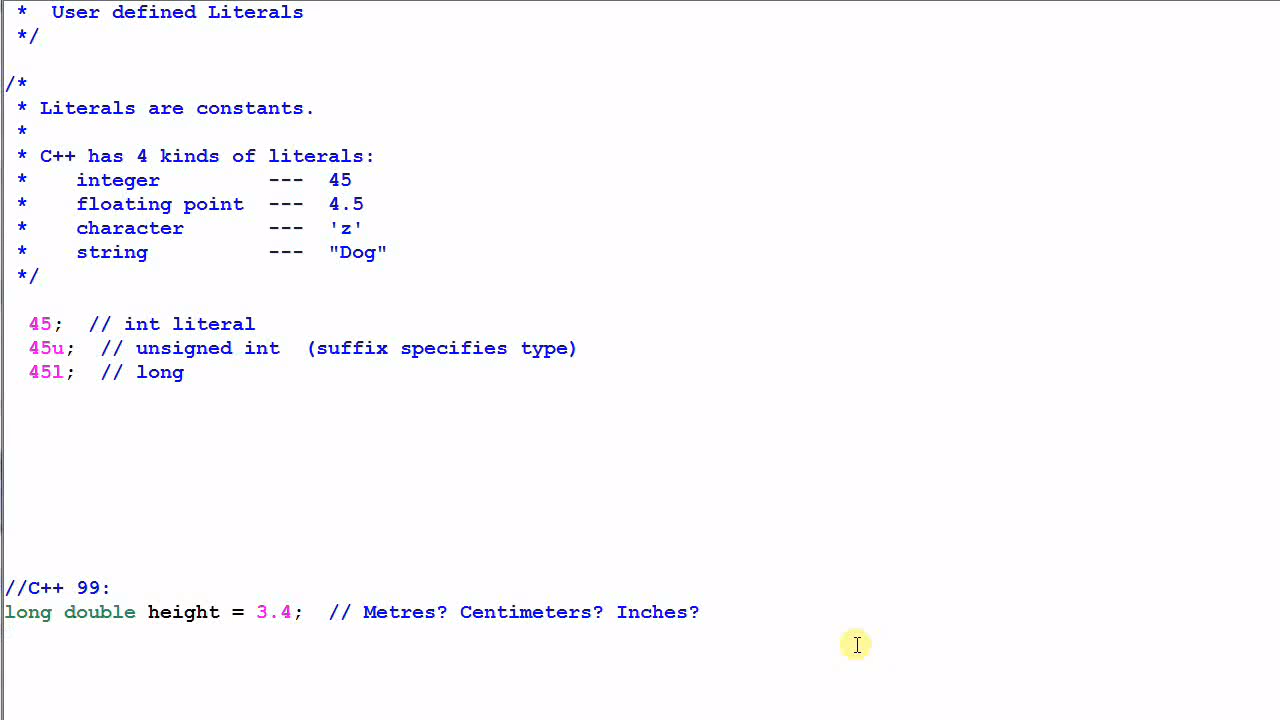 *  User defined Literals
*/
/*
* Literals are constants.
*
* C++ has 4 kinds of literals:
*    integer         ---  45
*    floating point  ---  4.5
*    character       ---  'z'
*    string          ---  "Dog"
*/
45;  // int literal
45u;  // unsigned int  (suffix specifies type)
45l;  // long
//C++ 99:
long double height = 3.4;  // Metres? Centimeters? Inches?